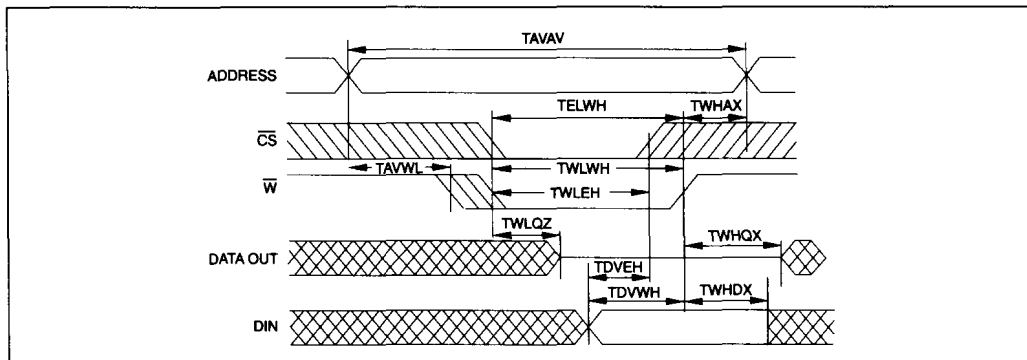 TAVAV
ADDRESS
TELWH
TWHAX
CS
TAVWL
TWLWH
W
TWLEH
TWLQZ
TWHQX
DATA OUT
TDVEH
TDVWH
TWHDX
DIN